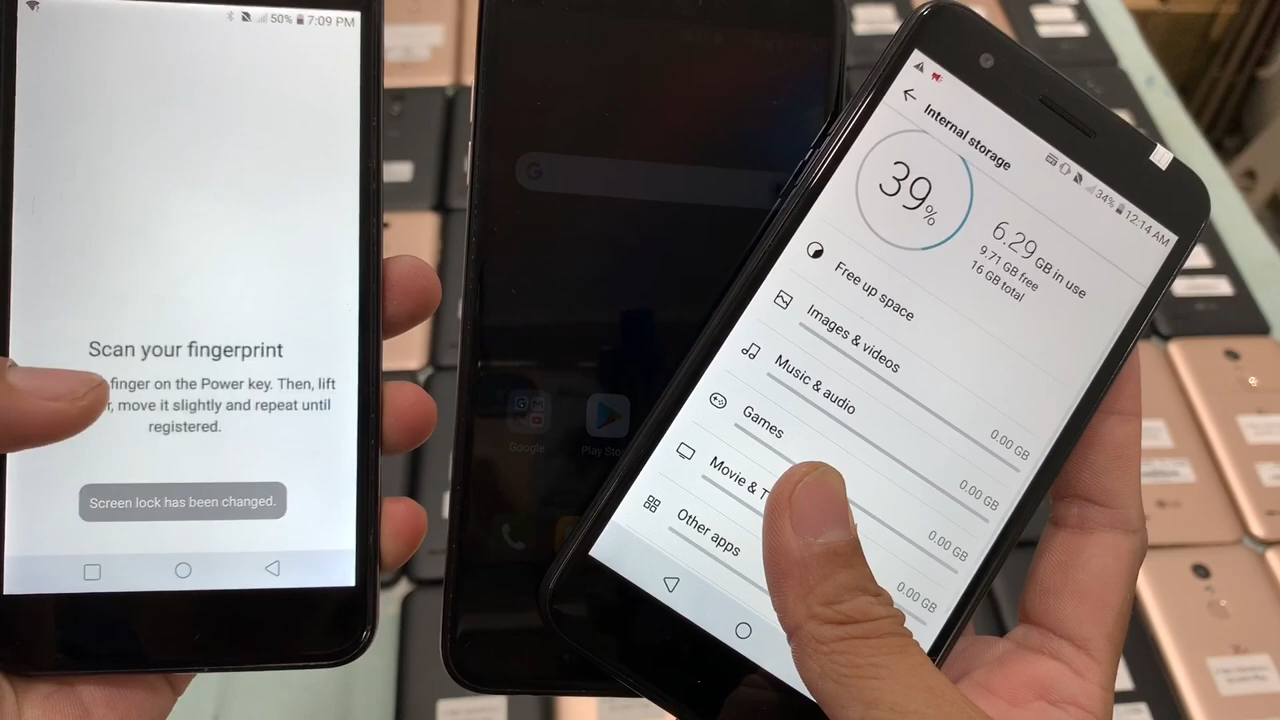 50% 7:09 PM
Scan your fingerprint
finger on the Power key. Then, lift
, move it slightly and repeat until
registered.
Screen lock has been changed.
G
Google
Play Sto
34% 12:14 AM
Internal storage
39%
6.29 GB in use
9.71 GB free
16 GB total
Free up space
Images & videos
0.00 GB
Music & audio
0.00 GB
Games
0.00 GB
Movie & T
0.00 GB
Other apps